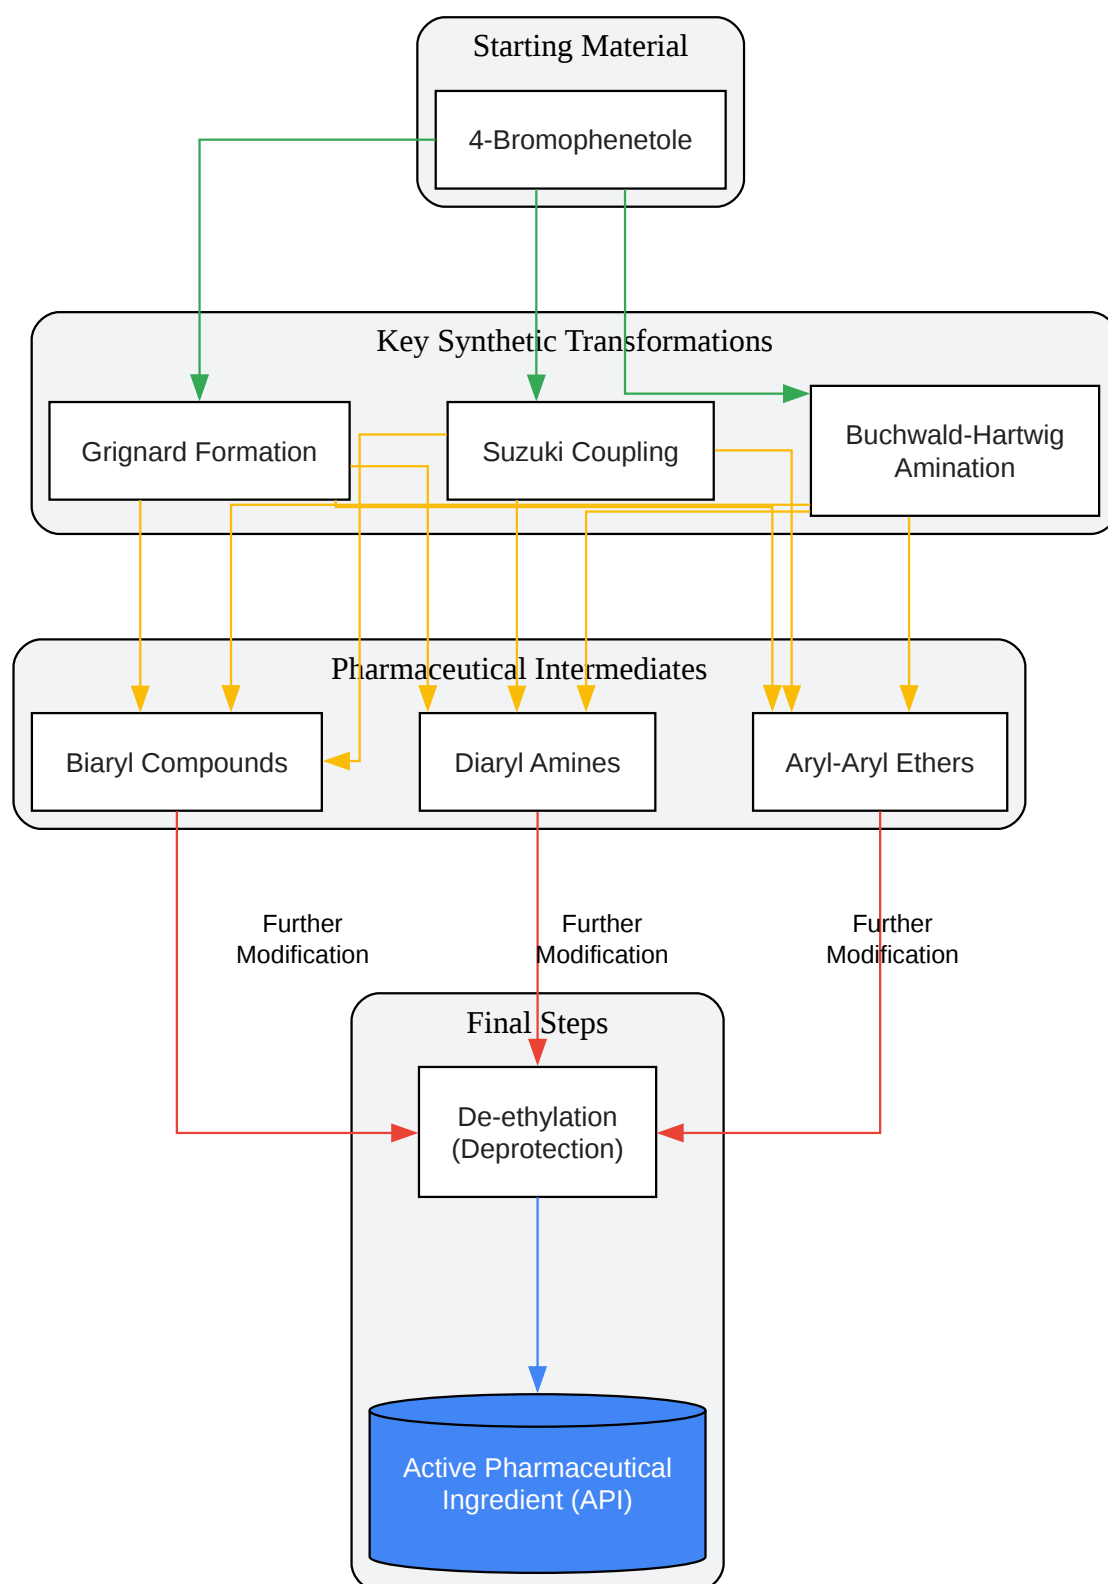 Starting Material
4-Bromophenetole
Key Synthetic Transformations
Grignard Formation
Suzuki Coupling
Buchwald-Hartwig
Amination
Pharmaceutical Intermediates
Biaryl Compounds
Diaryl Amines
Aryl-Aryl Ethers
Further
Modification
Further
Modification
Further
Modification
Final Steps
De-ethylation
(Deprotection)
Active Pharmaceutical
Ingredient (API)